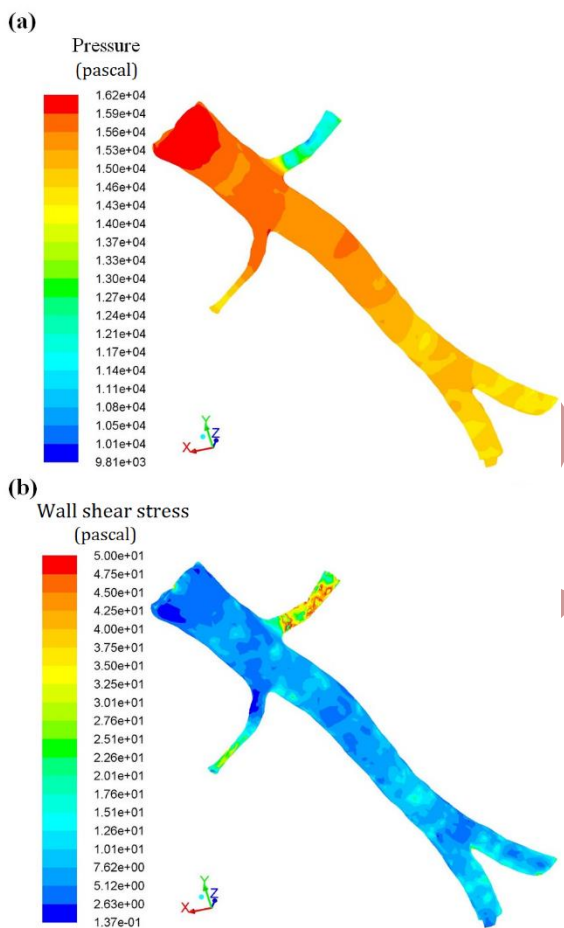 (a)
Pressure
(pascal)
1.62e+04
1.59e+04
1.56e+04
1.53e+04
1.50e+04
1.46e+04
1.43e+04
1.40e+04
1.37e+04
1.33e+04
1.30e+04
1.27e+04
1.24e+04
1.21e+04
1.17e+04
1.14e+04
1.11e+04
1.08e+04
1.05e+04
1.01e+04
9.81e+03
Y
Z
X
(b)
Wall shear stress
(pascal)
5.00e+01
4.75e+01
4.50e+01
4.25e+01
4.00e+01
3.75e+01
3.50e+01
3.25e+01
3.01e+01
2.76e+01
2.51e+01
2.26e+01
2.01e+01
1.76e+01
1.51e+01
1.26e+01
1.01e+01
7.62e+00
5.12e+00
2.63e+00
1.37e-01
Y
Z
X